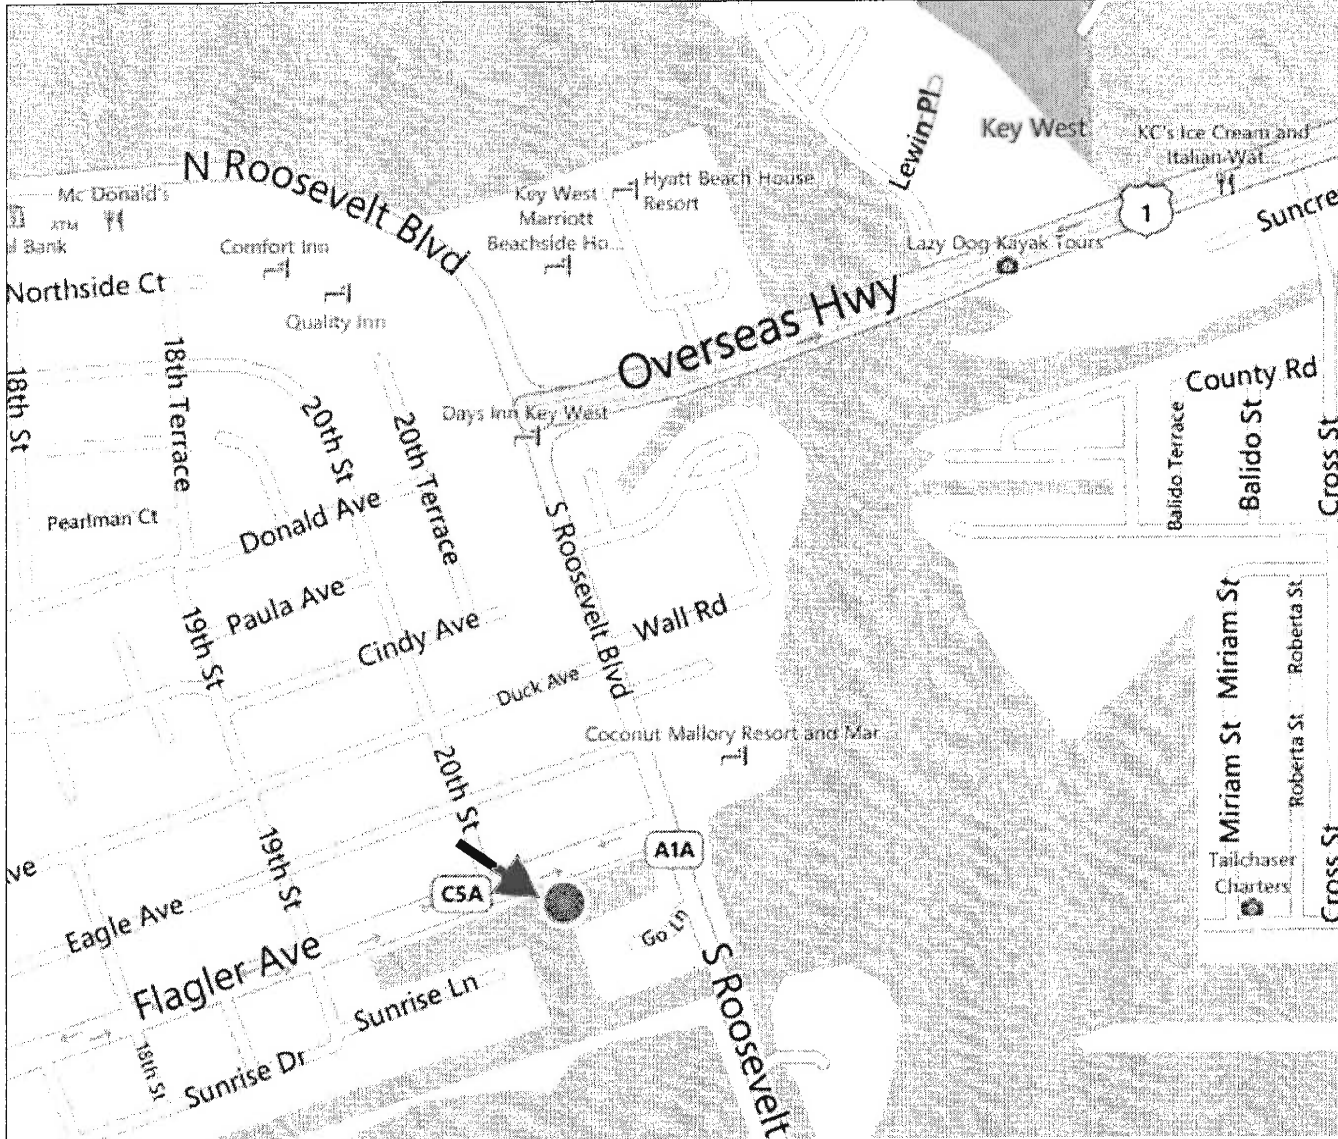 Lewin Pl
Key West
KC's Ice Cream and
Italian Wat...
1
Suncre
N Roosevelt Blvd
Mc Donald's
ATM
al Bank
Comfort Inn
Key West
Marriott
Beachside Ho...
Hyatt Beach House
Resort
Lazy Dog Kayak Tours
Northside Ct
Quality Inn
Overseas Hwy
18th St
18th Terrace
20th St
20th Terrace
Days Inn Key West
County Rd
Balido Terrace
Balido St
Cross St
Pearlman Ct
Donald Ave
S Roosevelt Blvd
Paula Ave
19th St
Cindy Ave
Wall Rd
Duck Ave
Miriam St
Roberta St
Coconut Mallory Resort and Mar...
20th St
Miriam St
Roberta St
19th St
A1A
C5A
ve
Tailchaser
Charters
Cross St
Eagle Ave
Flagler Ave
Go Ln
S Roosevelt
Sunrise Ln
18th St
Sunrise Dr